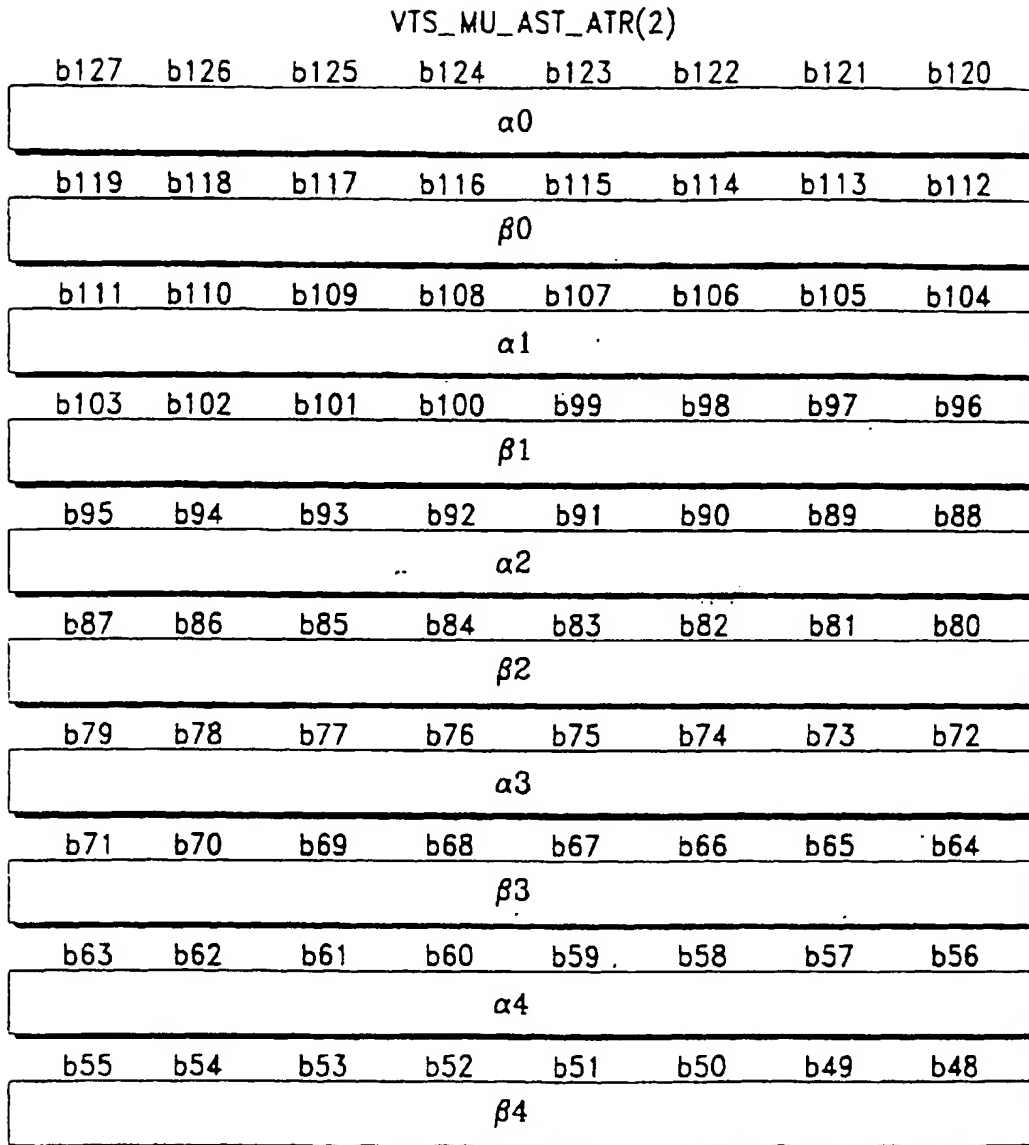 VTS_MU_AST_ATR(2)
b127 b126 b125 b124 b123 b122 b121 b120
α0
b119 b118 b117 b116 b115 b114 b113 b112
β0
b111 b110 b109 b108 b107 b106 b105 b104
α1
b103 b102 b101 b100 b99 b98 b97 b96
β1
b95 b94 b93 b92 b91 b90 b89 b88
α2
b87 b86 b85 b84 b83 b82 b81 b80
β2
b79 b78 b77 b76 b75 b74 b73 b72
α3
b71 b70 b69 b68 b67 b66 b65 b64
β3
b63 b62 b61 b60 b59 b58 b57 b56
α4
b55 b54 b53 b52 b51 b50 b49 b48
β4